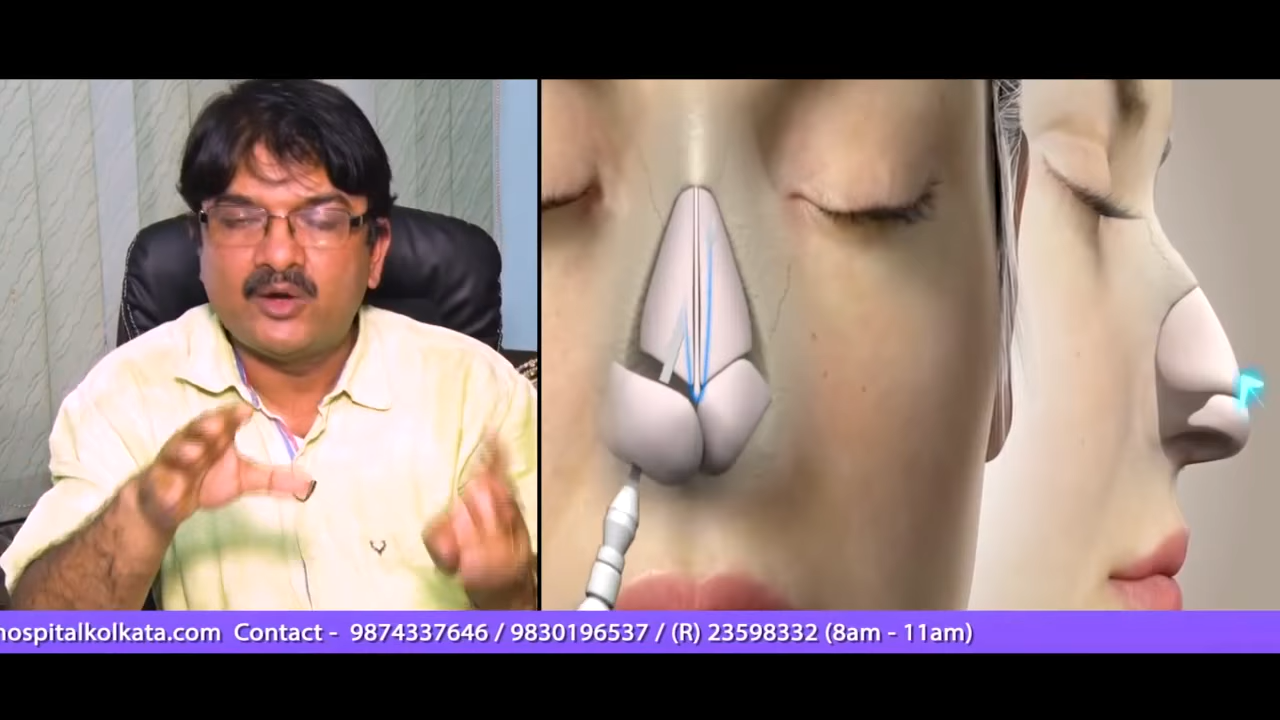 hospitalkolkata.com Contact - 9874337646 / 9830196537 / (R) 23598332 (8am - 11am)